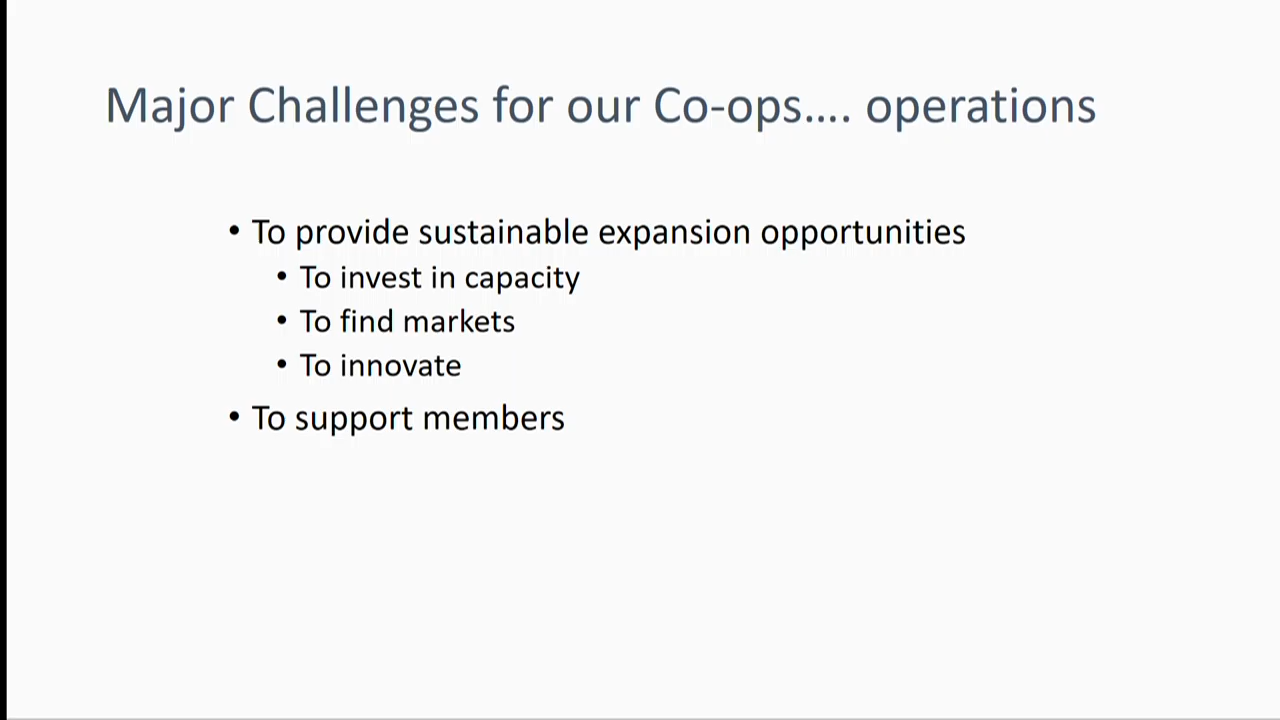 Major Challenges for our Co-ops.... operations
• To provide sustainable expansion opportunities
• To invest in capacity
• To find markets
• To innovate
• To support members